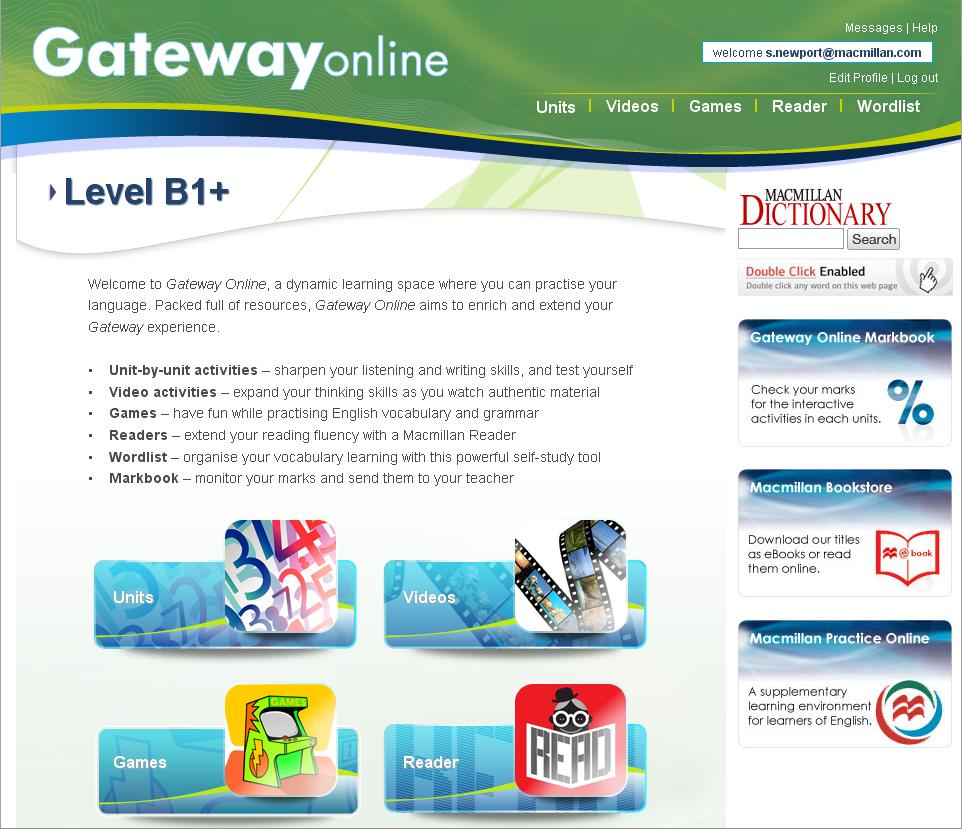 Gatewayonline
Messages | Help
welcome s.newport@macmillan.com
Edit Profile | Log out
Units | Videos | Games | Reader | Wordlist
Level B1+
Welcome to Gateway Online, a dynamic learning space where you can practise your
language. Packed full of resources, Gateway Online aims to enrich and extend your
Gateway experience.
• Unit-by-unit activities – sharpen your listening and writing skills, and test yourself
• Video activities – expand your thinking skills as you watch authentic material
• Games – have fun while practising English vocabulary and grammar
• Readers – extend your reading fluency with a Macmillan Reader
• Wordlist – organise your vocabulary learning with this powerful self-study tool
• Markbook – monitor your marks and send them to your teacher
Units
Videos
Games
GAMES
Reader
READ
MACMILLAN
DICTIONARY
Search
Double Click Enabled
Double click any word on this web page
Gateway Online Markbook
Check your marks
for the interactive
activities in each units.
%
Macmillan Bookstore
Download our titles
as eBooks or read
them online.
@book
Macmillan Practice Online
A supplementary
learning environment
for learners of English.